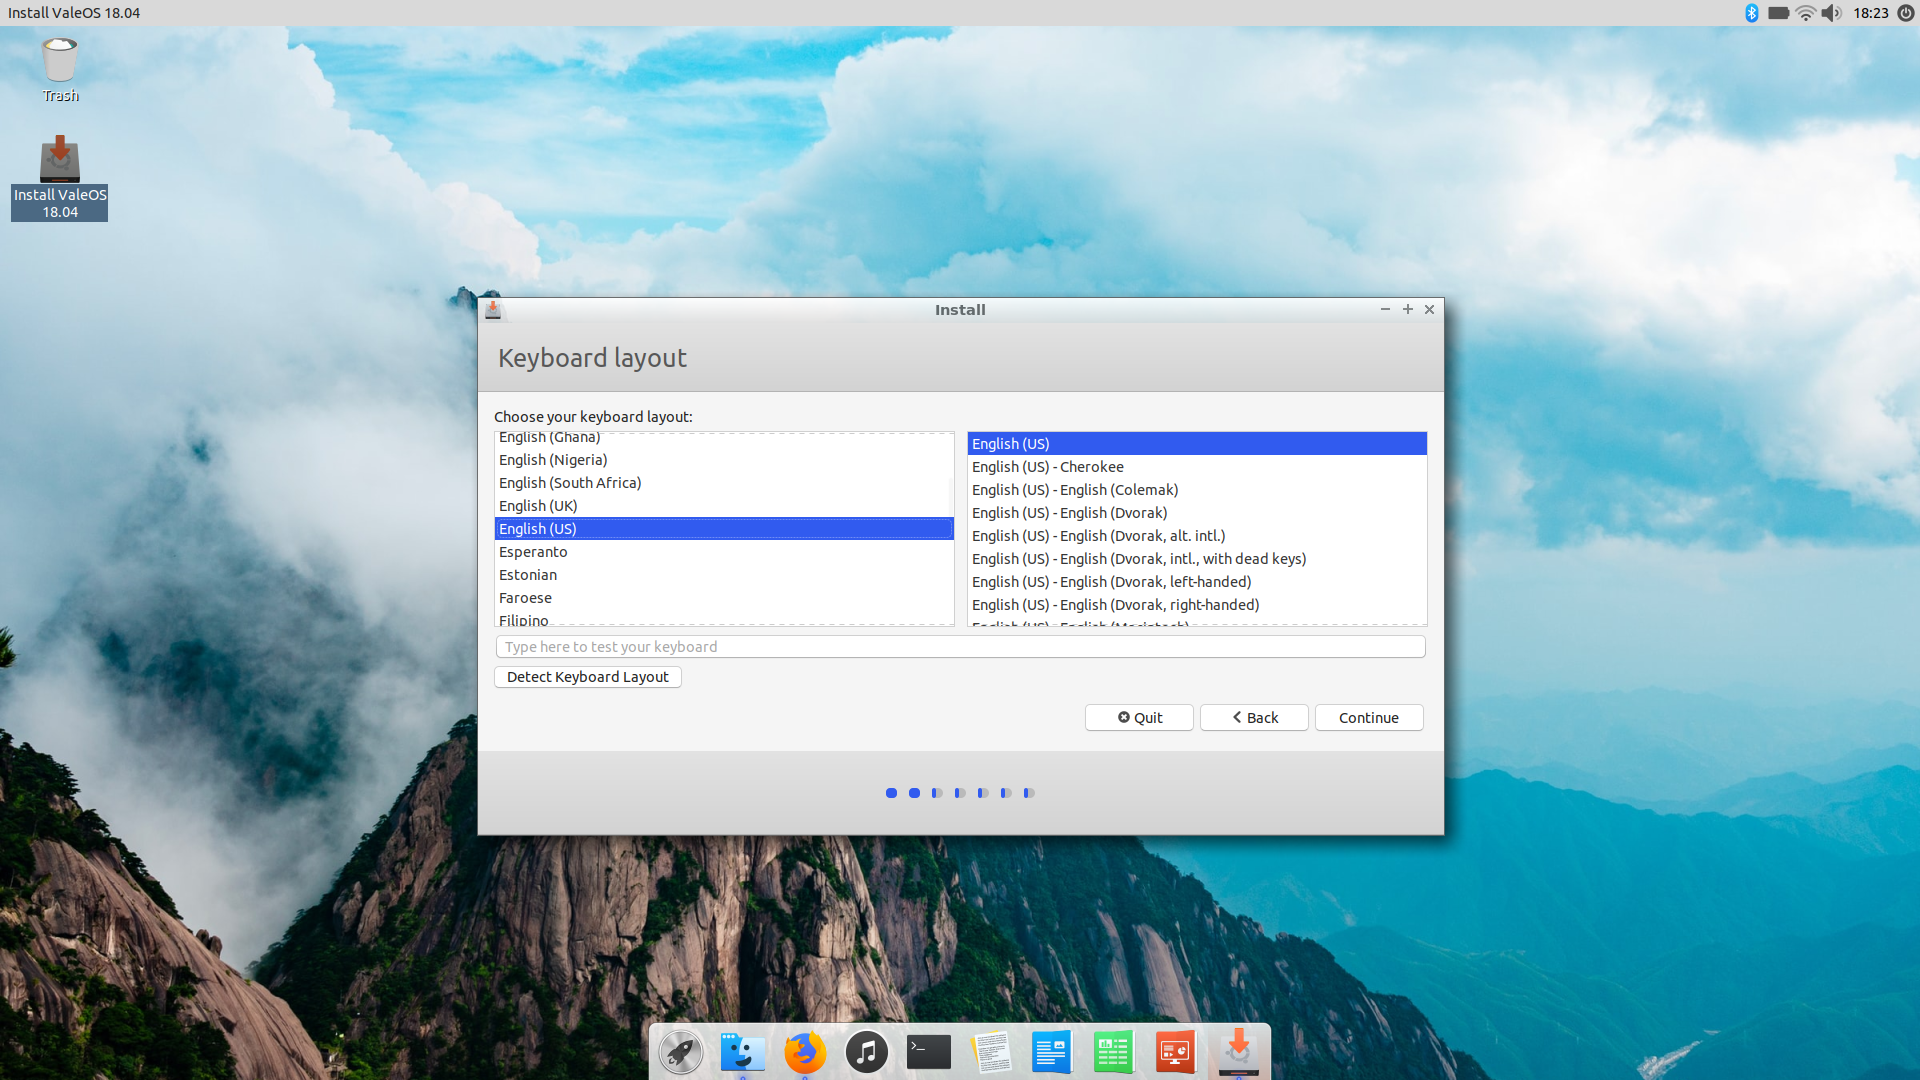 Install ValeOS 18.04
18:23
Trash
Install ValeOS
18.04
Install
Keyboard layout
Choose your keyboard layout:
English (Ghana)
English (Nigeria)
English (South Africa)
English (UK)
English (US)
Esperanto
Estonian
Faroese
Filipino
English (US)
English (US) - Cherokee
English (US) - English (Colemak)
English (US) - English (Dvorak)
English (US) - English (Dvorak, alt. intl.)
English (US) - English (Dvorak, intl., with dead keys)
English (US) - English (Dvorak, left-handed)
English (US) - English (Dvorak, right-handed)
English (US) - English (Macintosh)
Type here to test your keyboard
Detect Keyboard Layout
Quit
Back
Continue